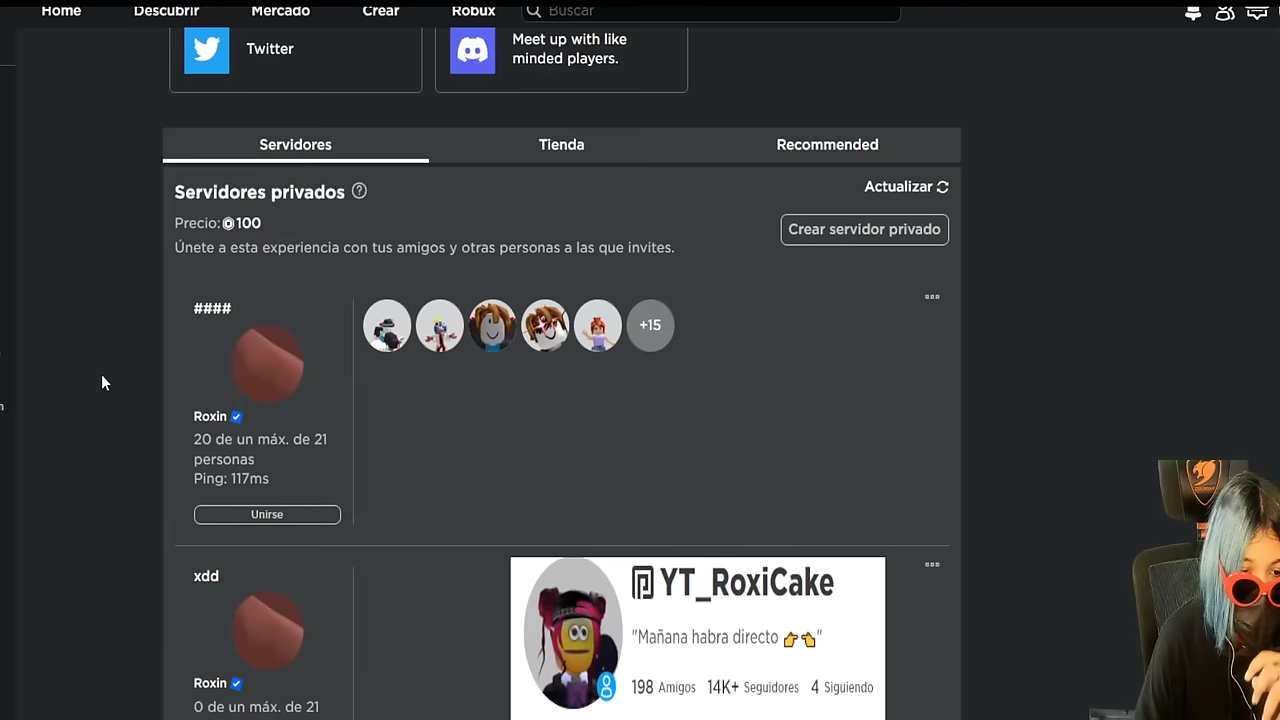 Home Descubrir Mercado Crear Robux Buscar
Twitter
Meet up with like
minded players.
Servidores Tienda Recommended
Servidores privados
Actualizar
Precio: 100
Crear servidor privado
Únete a esta experiencia con tus amigos y otras personas a las que invites.
####
+15
Roxin
20 de un máx. de 21
personas
Ping: 117ms
Unirse
xdd
Roxin
0 de un máx. de 21
YT_RoxiCake
"Mañana habra directo 👉👈"
198 Amigos 14K+ Seguidores 4 Siguiendo